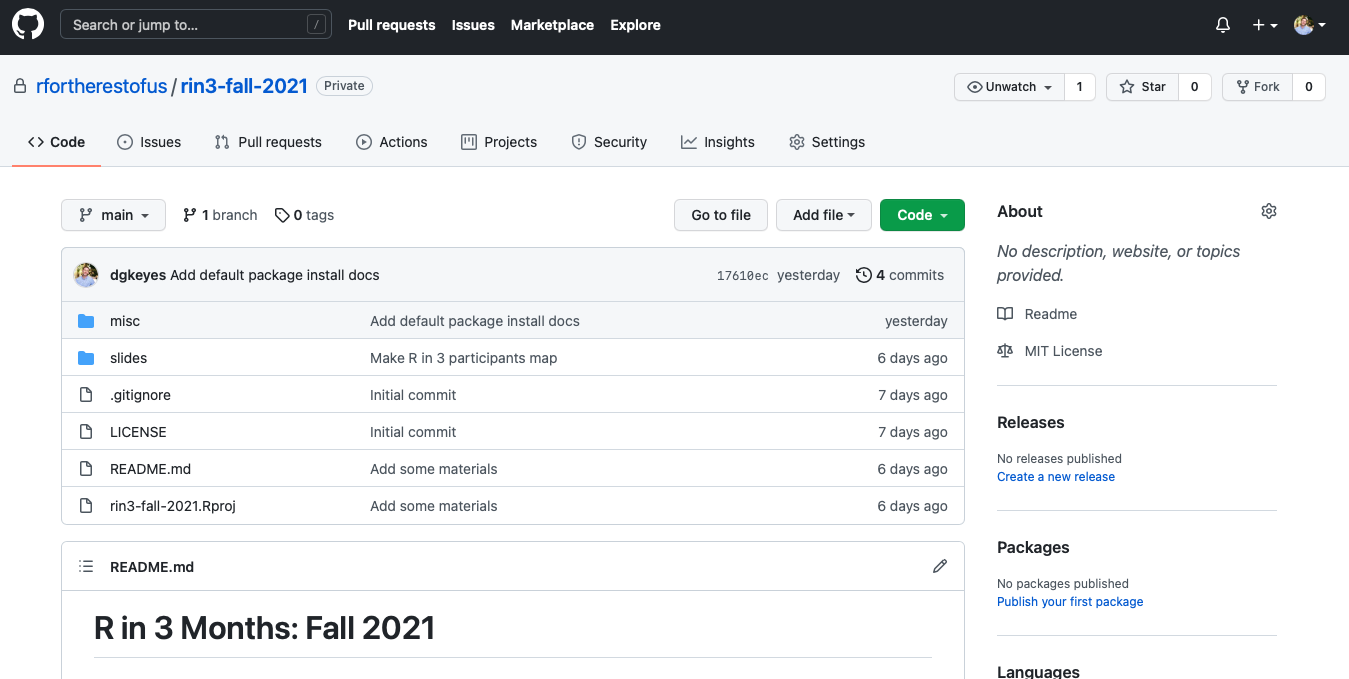 Search or jump to... /
Pull requests Issues Marketplace Explore
rfortherestofus / rin3-fall-2021 Private
Unwatch 1 Star 0 Fork 0
Code Issues Pull requests Actions Projects Security Insights Settings
main 1 branch 0 tags Go to file Add file Code
dgkeyes Add default package install docs 17610ec yesterday 4 commits
misc Add default package install docs yesterday
slides Make R in 3 participants map 6 days ago
.gitignore Initial commit 7 days ago
LICENSE Initial commit 7 days ago
README.md Add some materials 6 days ago
rin3-fall-2021.Rproj Add some materials 6 days ago
README.md
R in 3 Months: Fall 2021
About
No description, website, or topics
provided.
Readme
MIT License
Releases
No releases published
Create a new release
Packages
No packages published
Publish your first package
Languages